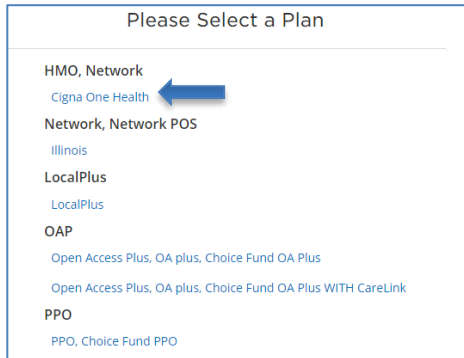 Please Select a Plan
HMO, Network
Cigna One Health
Network, Network POS
Illinois
LocalPlus
LocalPlus
OAP
Open Access Plus, OA plus, Choice Fund OA Plus
Open Access Plus, OA plus, Choice Fund OA Plus WITH CareLink
PPO
PPO, Choice Fund PPO